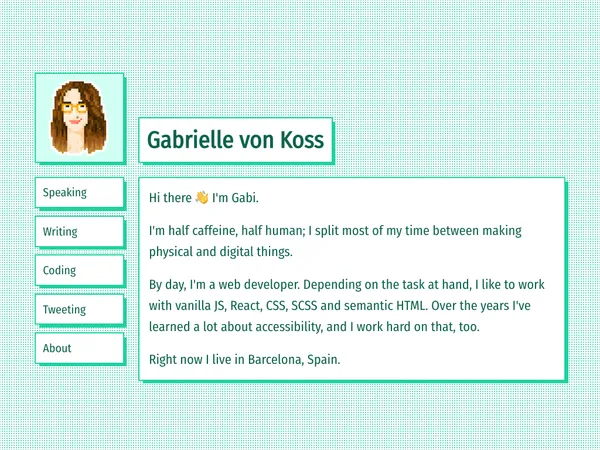 Gabrielle von Koss
Speaking
Writing
Coding
Tweeting
About
Hi there 👋 I'm Gabi.
I'm half caffeine, half human; I split most of my time between making
physical and digital things.
By day, I'm a web developer. Depending on the task at hand, I like to work
with vanilla JS, React, CSS, SCSS and semantic HTML. Over the years I've
learned a lot about accessibility, and I work hard on that, too.
Right now I live in Barcelona, Spain.